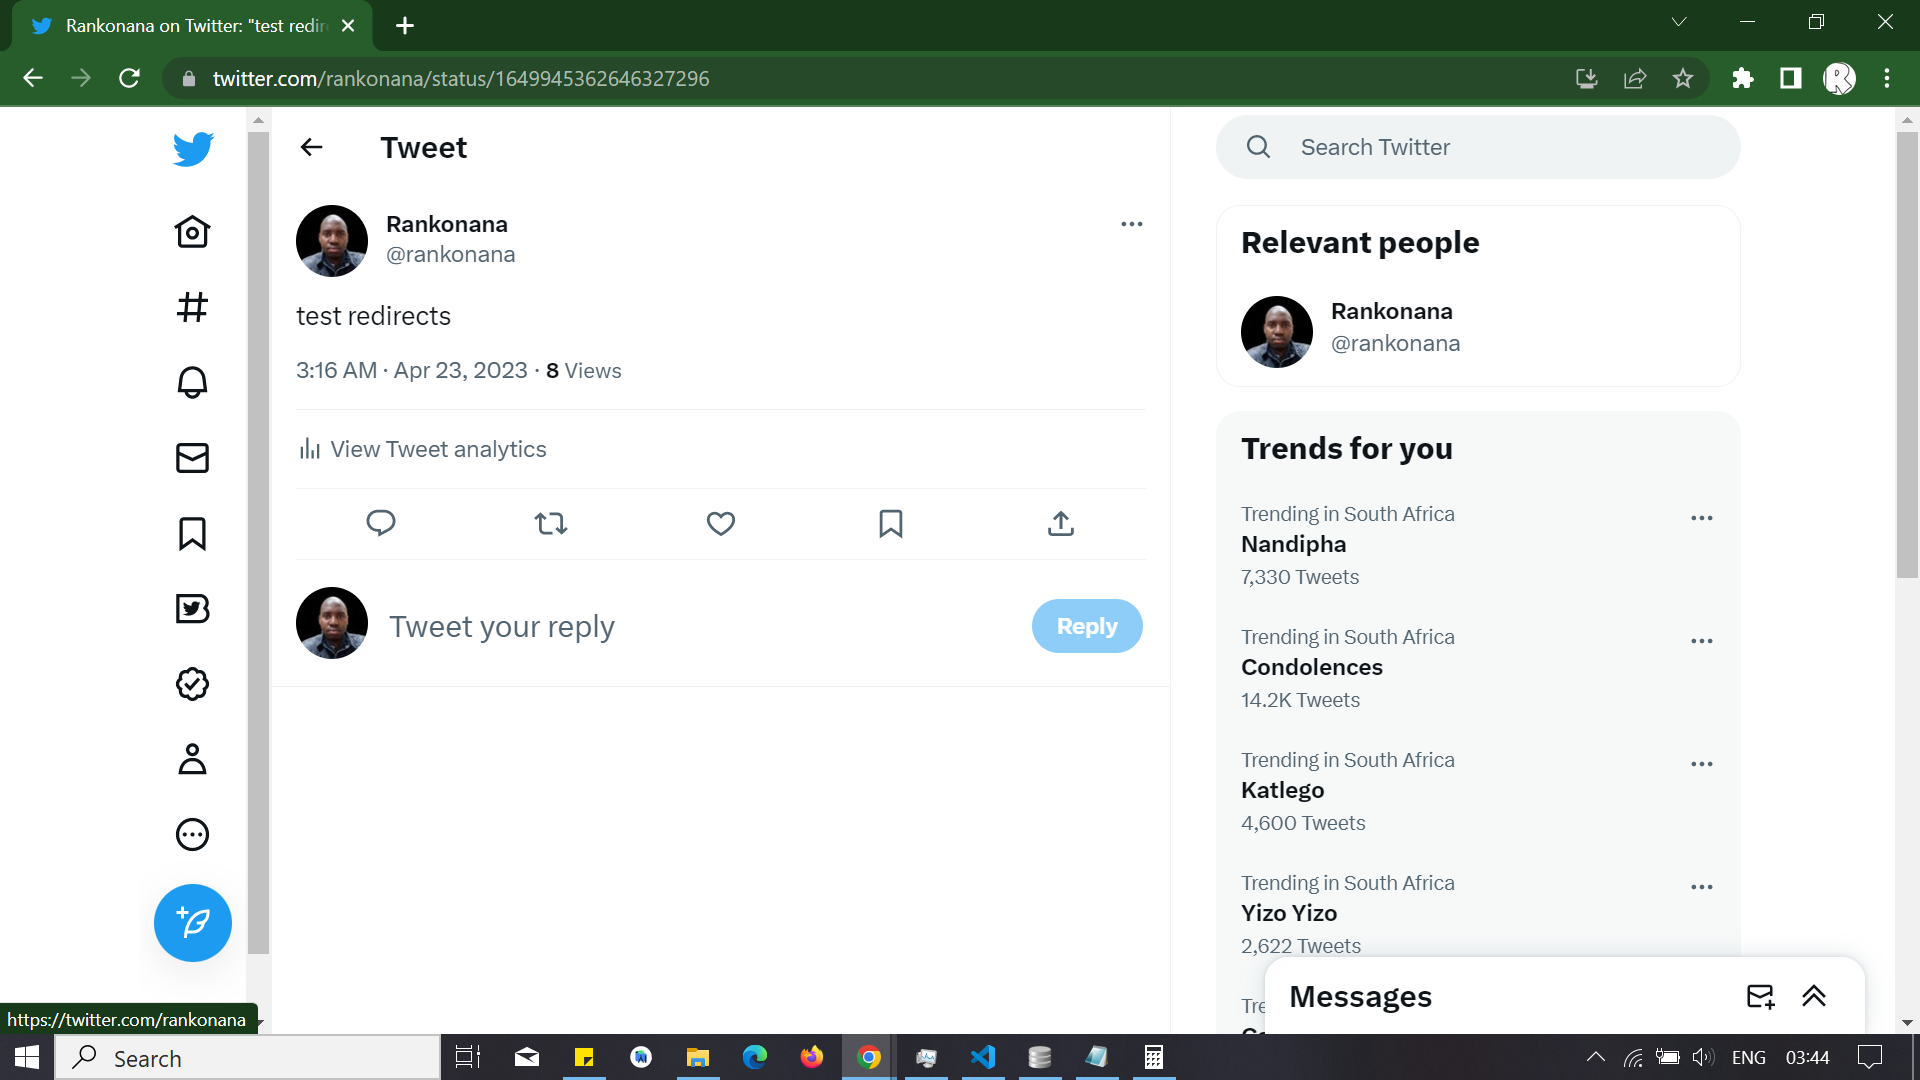 Rankonana on Twitter: "test redir
twitter.com/rankonana/status/1649945362646327296
Tweet
Search Twitter
Rankonana
@rankonana
test redirects
3:16 AM · Apr 23, 2023 · 8 Views
View Tweet analytics
Tweet your reply
Reply
Relevant people
Rankonana
@rankonana
Trends for you
Trending in South Africa
Nandipha
7,330 Tweets
Trending in South Africa
Condolences
14.2K Tweets
Trending in South Africa
Katlego
4,600 Tweets
Trending in South Africa
Yizo Yizo
2,622 Tweets
Messages
https://twitter.com/rankonana
Search
ENG
03:44